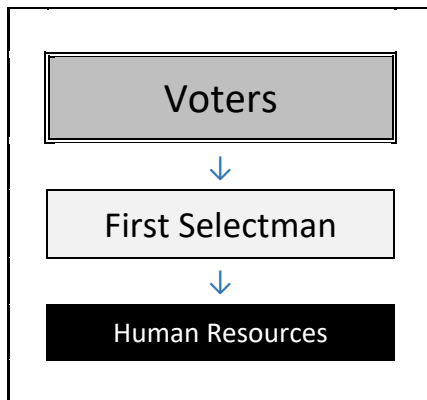 Voters
↓
First Selectman
↓
Human Resources